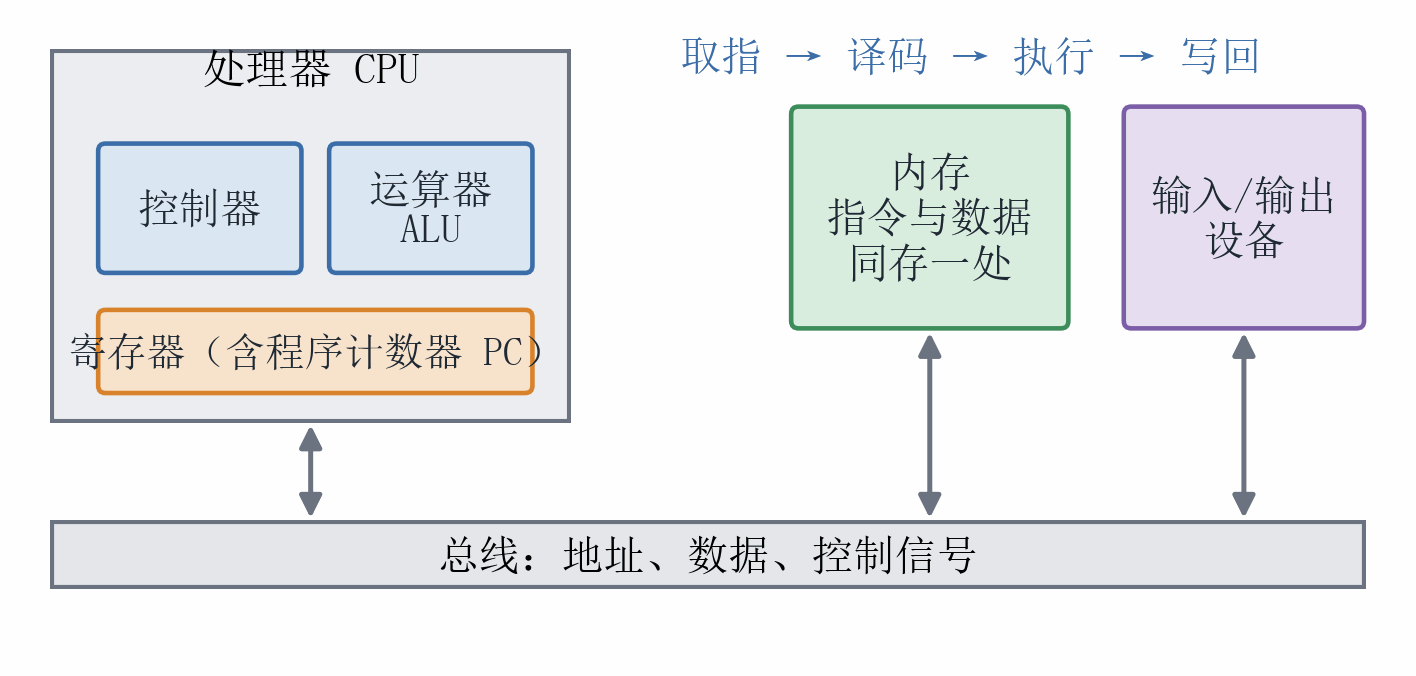 处理器 CPU
取指 → 译码 → 执行 → 写回
控制器
运算器
ALU
寄存器（含程序计数器 PC）
内存
指令与数据
同存一处
输入/输出
设备
总线：地址、数据、控制信号